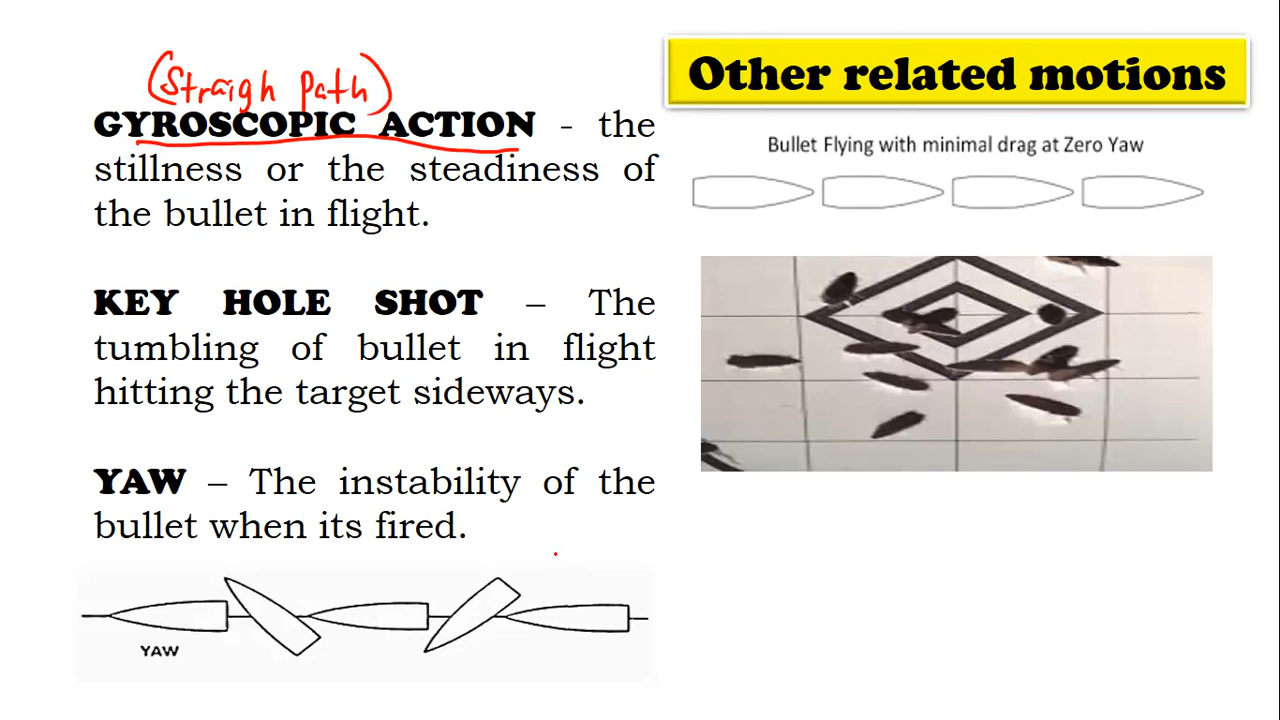 (Straigh Path)
GYROSCOPIC ACTION - the
stillness or the steadiness of
the bullet in flight.
KEY HOLE SHOT – The
tumbling of bullet in flight
hitting the target sideways.
YAW – The instability of the
bullet when its fired.
YAW
Other related motions
Bullet Flying with minimal drag at Zero Yaw